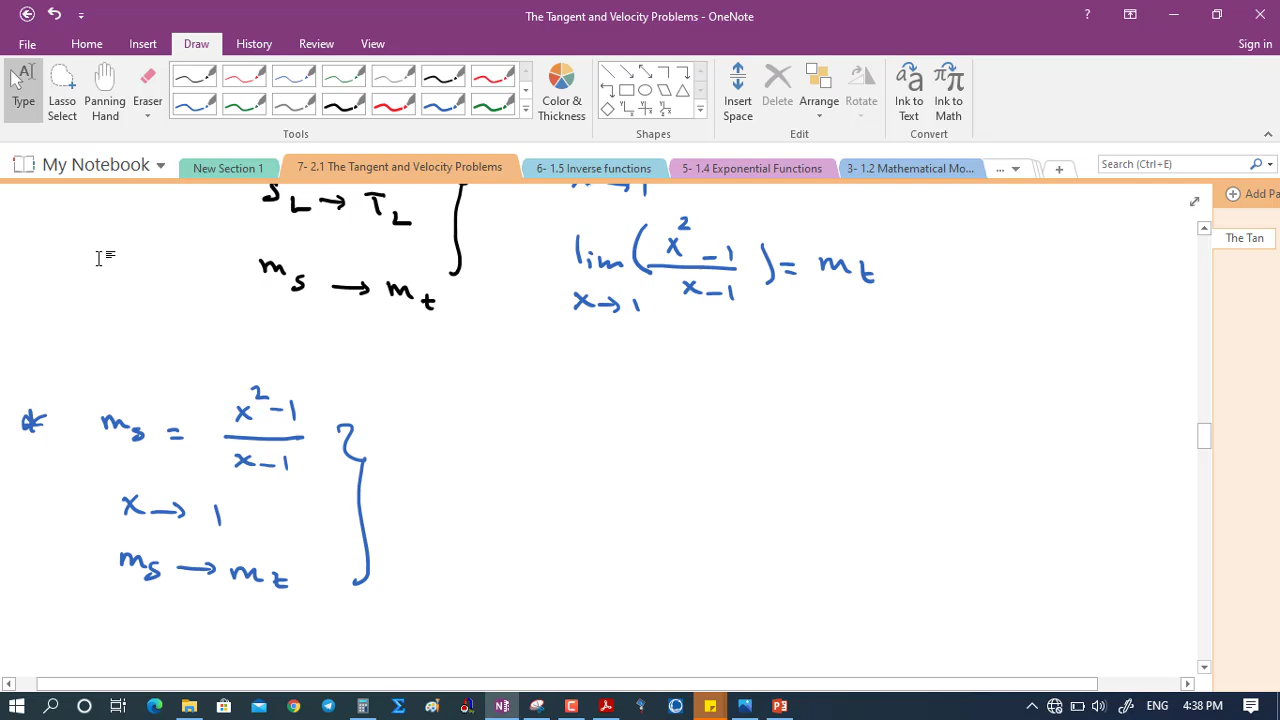 The Tangent and Velocity Problems - OneNote
?
Sign in
File Home Insert Draw History Review View
Type
Lasso Select
Panning Hand
Eraser
Color & Thickness
Insert Space
Delete
Arrange
Rotate
Ink to Text
Ink to Math
Tools
Shapes
Edit
Convert
My Notebook
New Section 1
7- 2.1 The Tangent and Velocity Problems
6- 1.5 Inverse functions
5- 1.4 Exponential Functions
3- 1.2 Mathematical Mo...
...
Search (Ctrl+E)
Add Pa
The Tan
S_L → T_L
m_s → m_t
x → 1
lim (x² - 1 / x - 1) = m_t
x → 1
* m_s = x² - 1 / x - 1
x → 1
m_s → m_t
ENG 4:38 PM